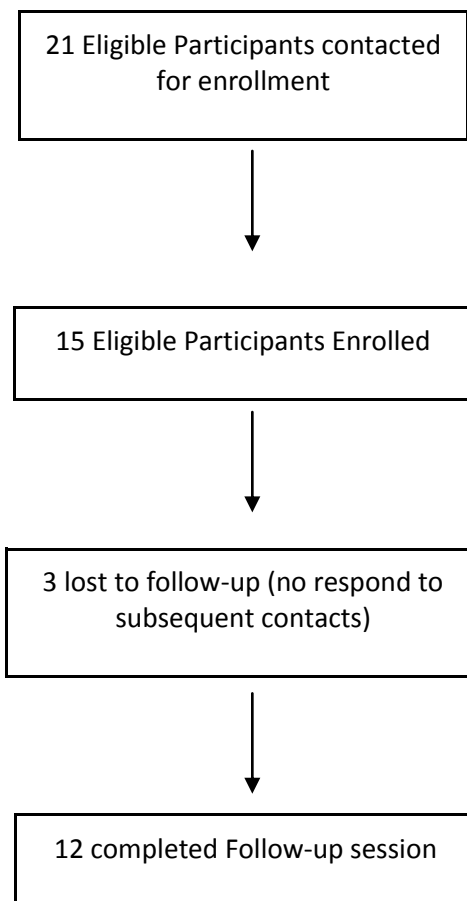 21 Eligible Participants contacted
for enrollment
15 Eligible Participants Enrolled
3 lost to follow-up (no respond to
subsequent contacts)
12 completed Follow-up session